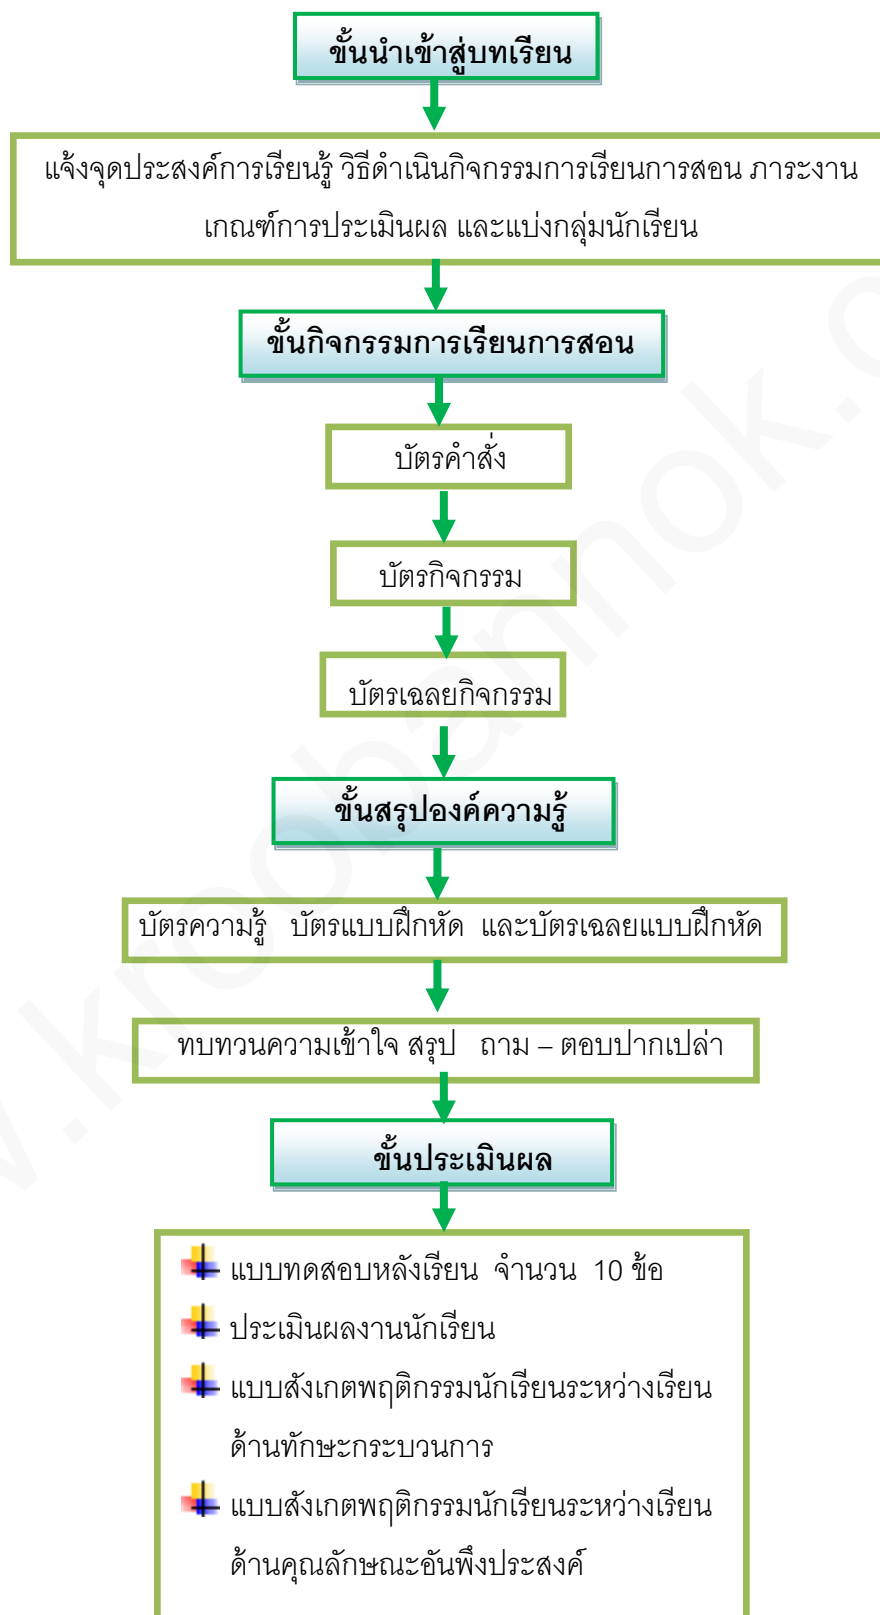 ขั้นนำเข้าสู่บทเรียน
แจ้งจุดประสงค์การเรียนรู้ วิธีดำเนินกิจกรรมการเรียนการสอน ภาระงาน
เกณฑ์การประเมินผล และแบ่งกลุ่มนักเรียน
ขั้นกิจกรรมการเรียนการสอน
บัตรคำสั่ง
บัตรกิจกรรม
บัตรเฉลยกิจกรรม
ขั้นสรุปองค์ความรู้
บัตรความรู้ บัตรแบบฝึกหัด และบัตรเฉลยแบบฝึกหัด
ทบทวนความเข้าใจ สรุป ถาม – ตอบปากเปล่า
ขั้นประเมินผล
แบบทดสอบหลังเรียน จำนวน 10 ข้อ
ประเมินผลงานนักเรียน
แบบสังเกตพฤติกรรมนักเรียนระหว่างเรียน
ด้านทักษะกระบวนการ
แบบสังเกตพฤติกรรมนักเรียนระหว่างเรียน
ด้านคุณลักษณะอันพึงประสงค์